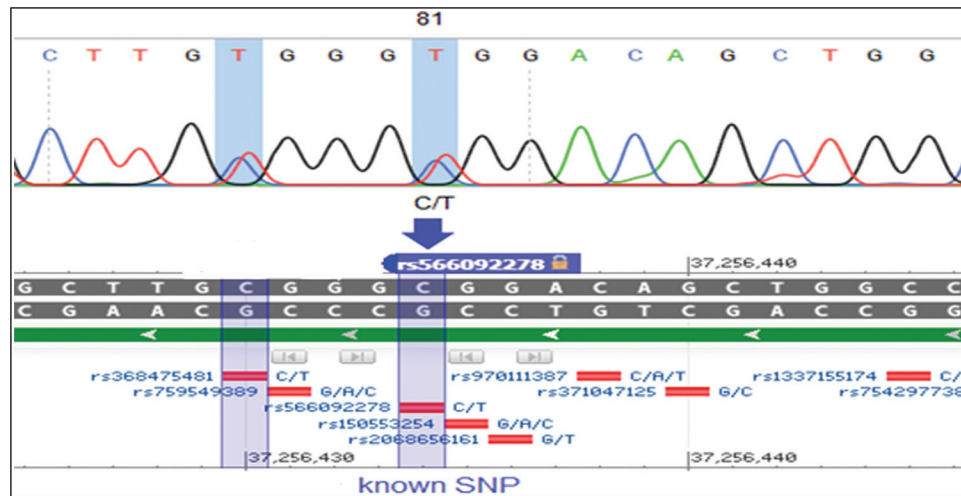 81
C T T G T G G G T G G A C A G C T G G
C/T
rs566092278
37,256,440
G C T T G C G G G C G G A C A G C T G G C C
C G A A C G C C C G C C T G T C G A C C G G
rs368475481 C/T rs970111387 C/A/T rs1337155174 C/
rs759549389 G/A/C rs371047125 G/C rs754297738
rs566092278 C/T
rs150553254 G/A/C
rs2068656161 G/T
37,256,430 37,256,440
known SNP